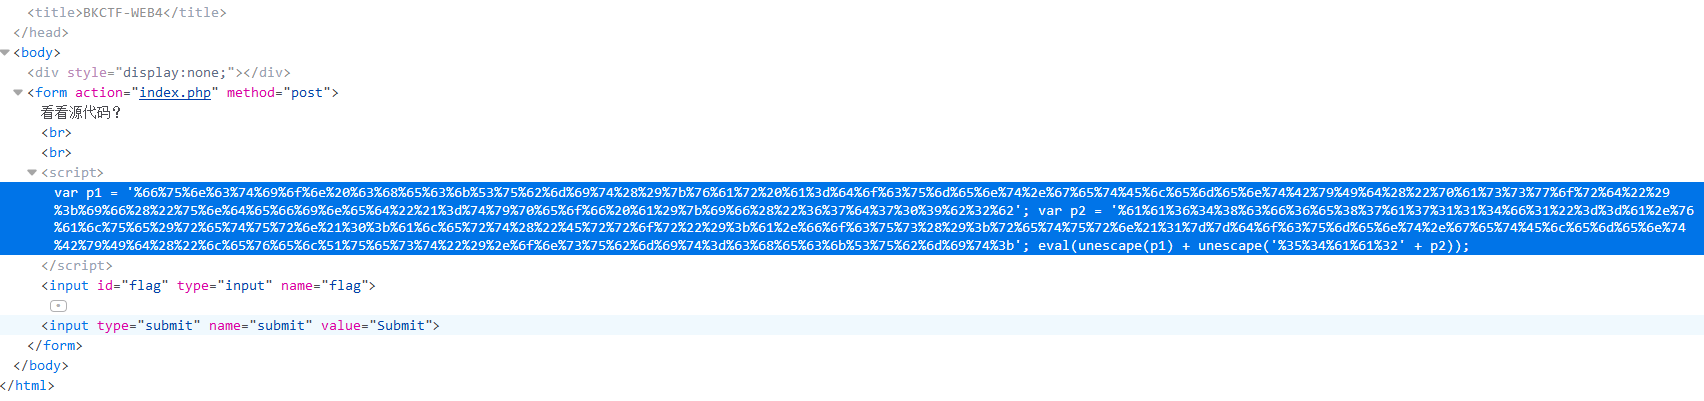 <title>BKCTF-WEB4</title>
</head>
<body>
<div style="display:none;"></div>
<form action="index.php" method="post">
看看源代码？
<br>
<br>
<script>
var p1 = '%66%75%6e%63%74%69%6f%6e%20%63%68%65%63%6b%53%75%62%6d%69%74%28%29%7b%76%61%72%20%61%3d%64%6f%63%75%6d%65%6e%74%2e%67%65%74%45%6c%65%6d%65%6e%74%42%79%49%64%28%22%70%61%73%73%77%6f%72%64%22%29
%3b%69%66%28%22%75%6e%64%65%66%69%6e%65%64%22%21%3d%74%79%70%65%6f%66%20%61%29%7b%69%66%28%22%36%37%64%37%30%39%62%32%62'; var p2 = '%61%61%36%34%38%63%66%36%65%38%37%61%37%31%31%34%66%31%22%3d%3d%61%2e%76
%61%6c%75%65%29%72%65%74%75%72%6e%21%30%3b%61%6c%65%72%74%28%22%45%72%72%6f%72%22%29%3b%61%2e%66%6f%63%75%73%28%29%3b%72%65%74%75%72%6e%21%31%7d%7d%64%6f%63%75%6d%65%6e%74%2e%67%65%74%45%6c%65%6d%65%6e%74
%42%79%49%64%28%22%6c%65%76%65%6c%51%75%65%73%74%22%29%2e%6f%6e%73%75%62%6d%69%74%3d%63%68%65%63%6b%53%75%62%6d%69%74%3b'; eval(unescape(p1) + unescape('%35%34%61%61%32' + p2));
</script>
<input id="flag" type="input" name="flag">
<input type="submit" name="submit" value="Submit">
</form>
</body>
</html>